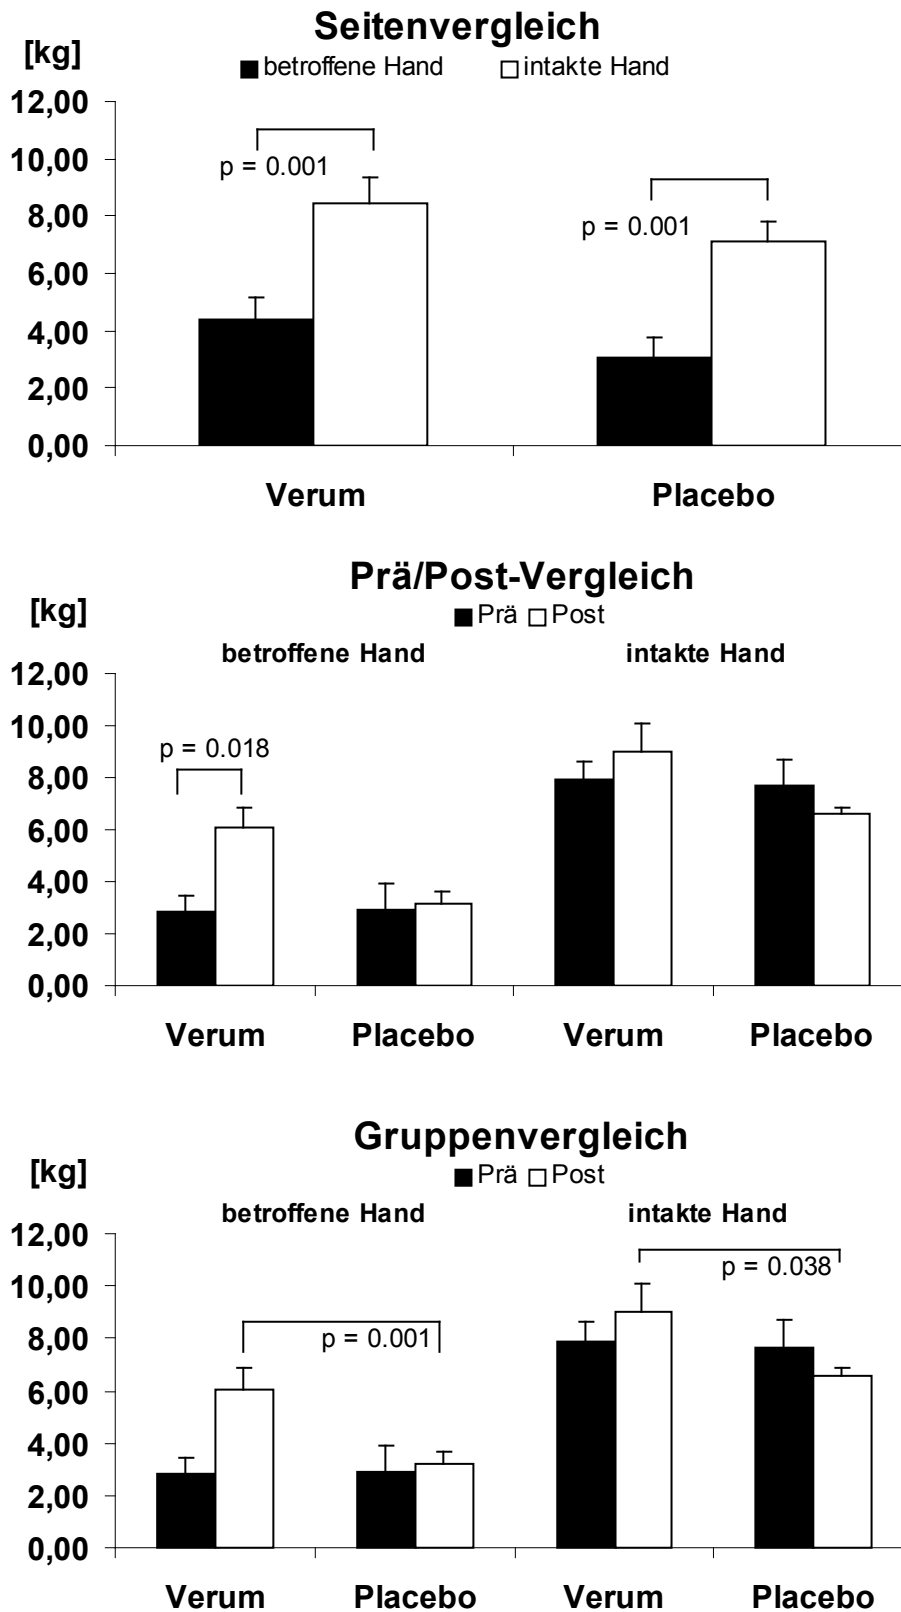 Seitenvergleich
[kg]
betroffene Hand intakte Hand
12,00
10,00
p = 0.001
8,00
p = 0.001
6,00
4,00
2,00
0,00
Verum Placebo
Prä/Post-Vergleich
[kg]
Prä Post
betroffene Hand intakte Hand
12,00
10,00
p = 0.018
8,00
6,00
4,00
2,00
0,00
Verum Placebo Verum Placebo
Gruppenvergleich
[kg]
Prä Post
betroffene Hand intakte Hand
12,00
p = 0.038
10,00
8,00
p = 0.001
6,00
4,00
2,00
0,00
Verum Placebo Verum Placebo